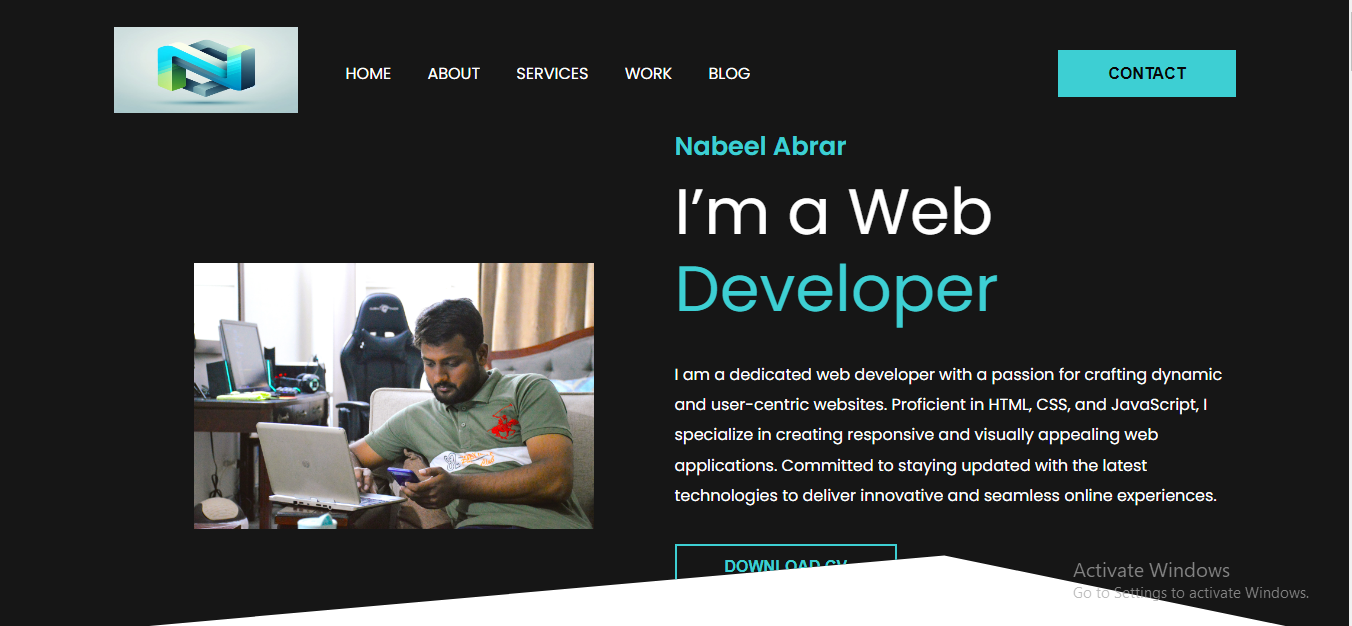 HOME ABOUT SERVICES WORK BLOG CONTACT
Nabeel Abrar
I’m a Web
Developer
I am a dedicated web developer with a passion for crafting dynamic
and user-centric websites. Proficient in HTML, CSS, and JavaScript, I
specialize in creating responsive and visually appealing web
applications. Committed to staying updated with the latest
technologies to deliver innovative and seamless online experiences.
DOWNLOAD CV
Activate Windows
Go to Settings to activate Windows.